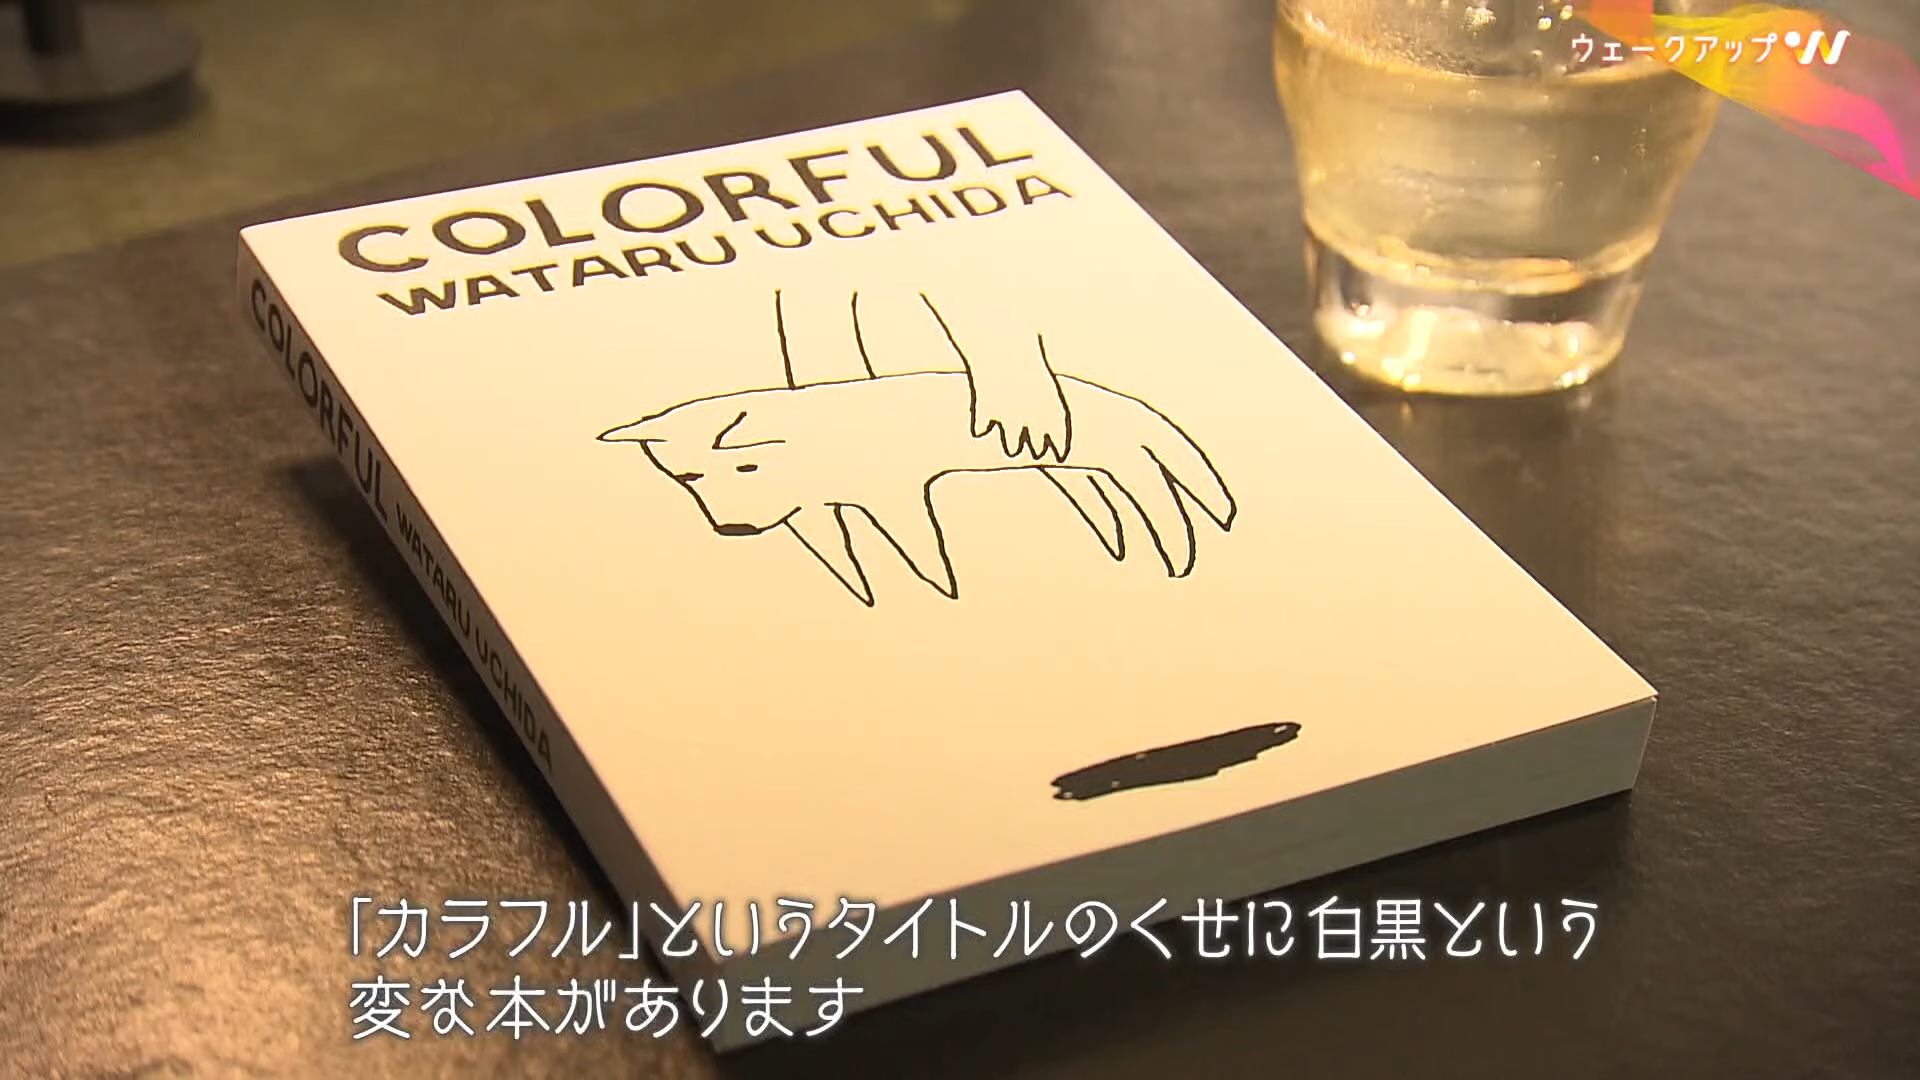 ウェークアップ
COLORFUL
WATARU UCHIDA
COLORFUL WATARU UCHIDA
「カラフル」というタイトルのくせに白黒という
変な本があります